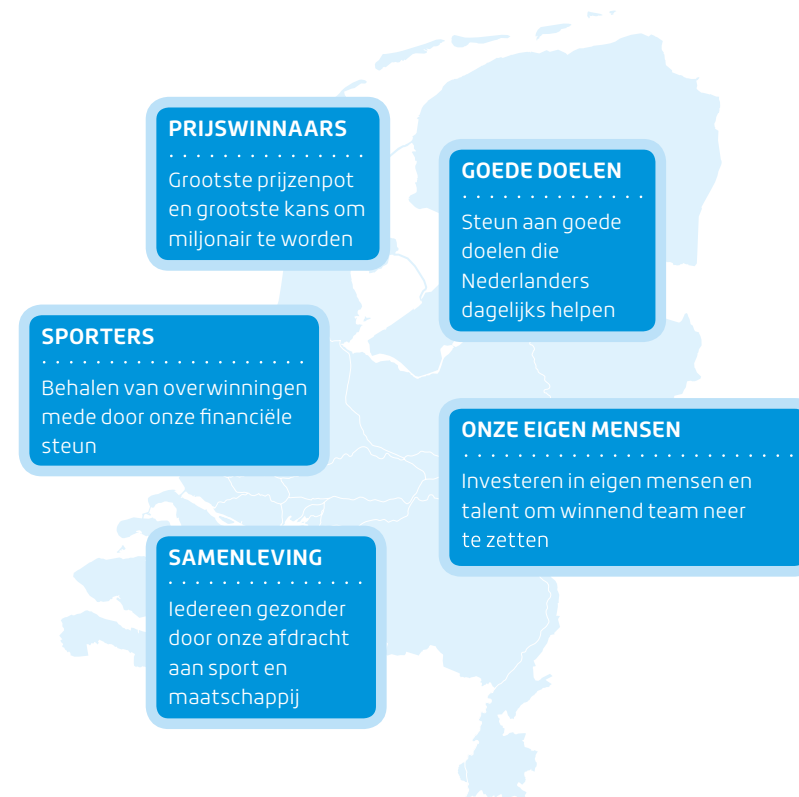 PRIJSWINNAARS
Grootste prijzenpot
en grootste kans om
miljonair te worden
GOEDE DOELEN
Steun aan goede
doelen die
Nederlanders
dagelijks helpen
SPORTERS
Behalen van overwinningen
mede door onze financiële
steun
ONZE EIGEN MENSEN
Investeren in eigen mensen en
talent om winnend team neer
te zetten
SAMENLEVING
Iedereen gezonder
door onze afdracht
aan sport en
maatschappij